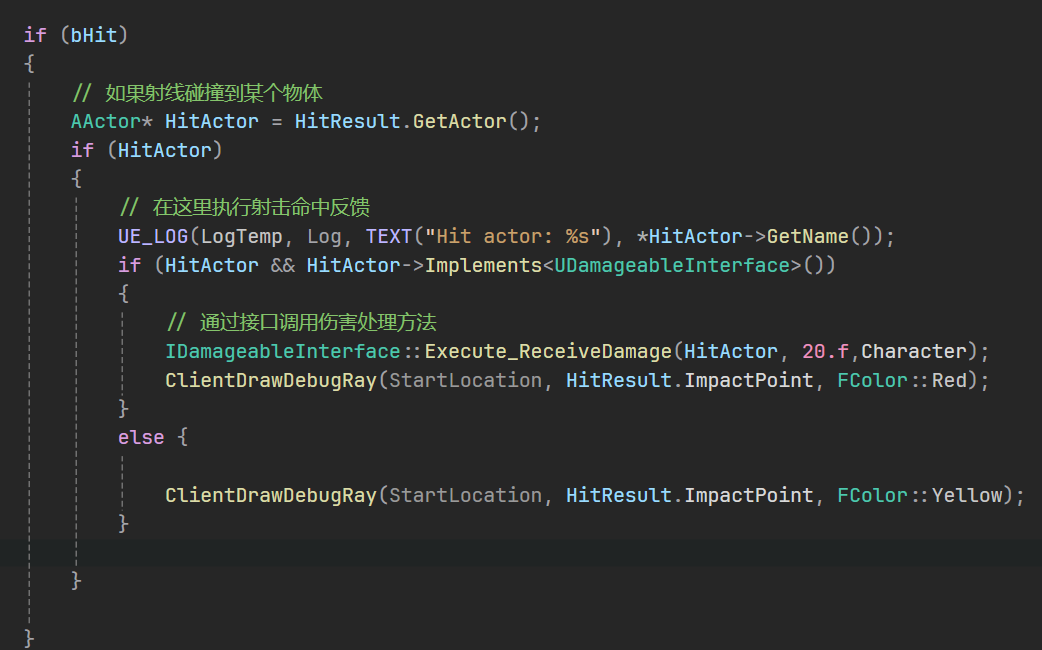 if (bHit)
{
// 如果射线碰撞到某个物体
AActor* HitActor = HitResult.GetActor();
if (HitActor)
{
// 在这里执行射击命中反馈
UE_LOG(LogTemp, Log, TEXT("Hit actor: %s"), *HitActor->GetName());
if (HitActor && HitActor->Implements<UDamageableInterface>())
{
// 通过接口调用伤害处理方法
IDamageableInterface::Execute_ReceiveDamage(HitActor, 20.f,Character);
ClientDrawDebugRay(StartLocation, HitResult.ImpactPoint, FColor::Red);
}
else {
ClientDrawDebugRay(StartLocation, HitResult.ImpactPoint, FColor::Yellow);
}
}
}